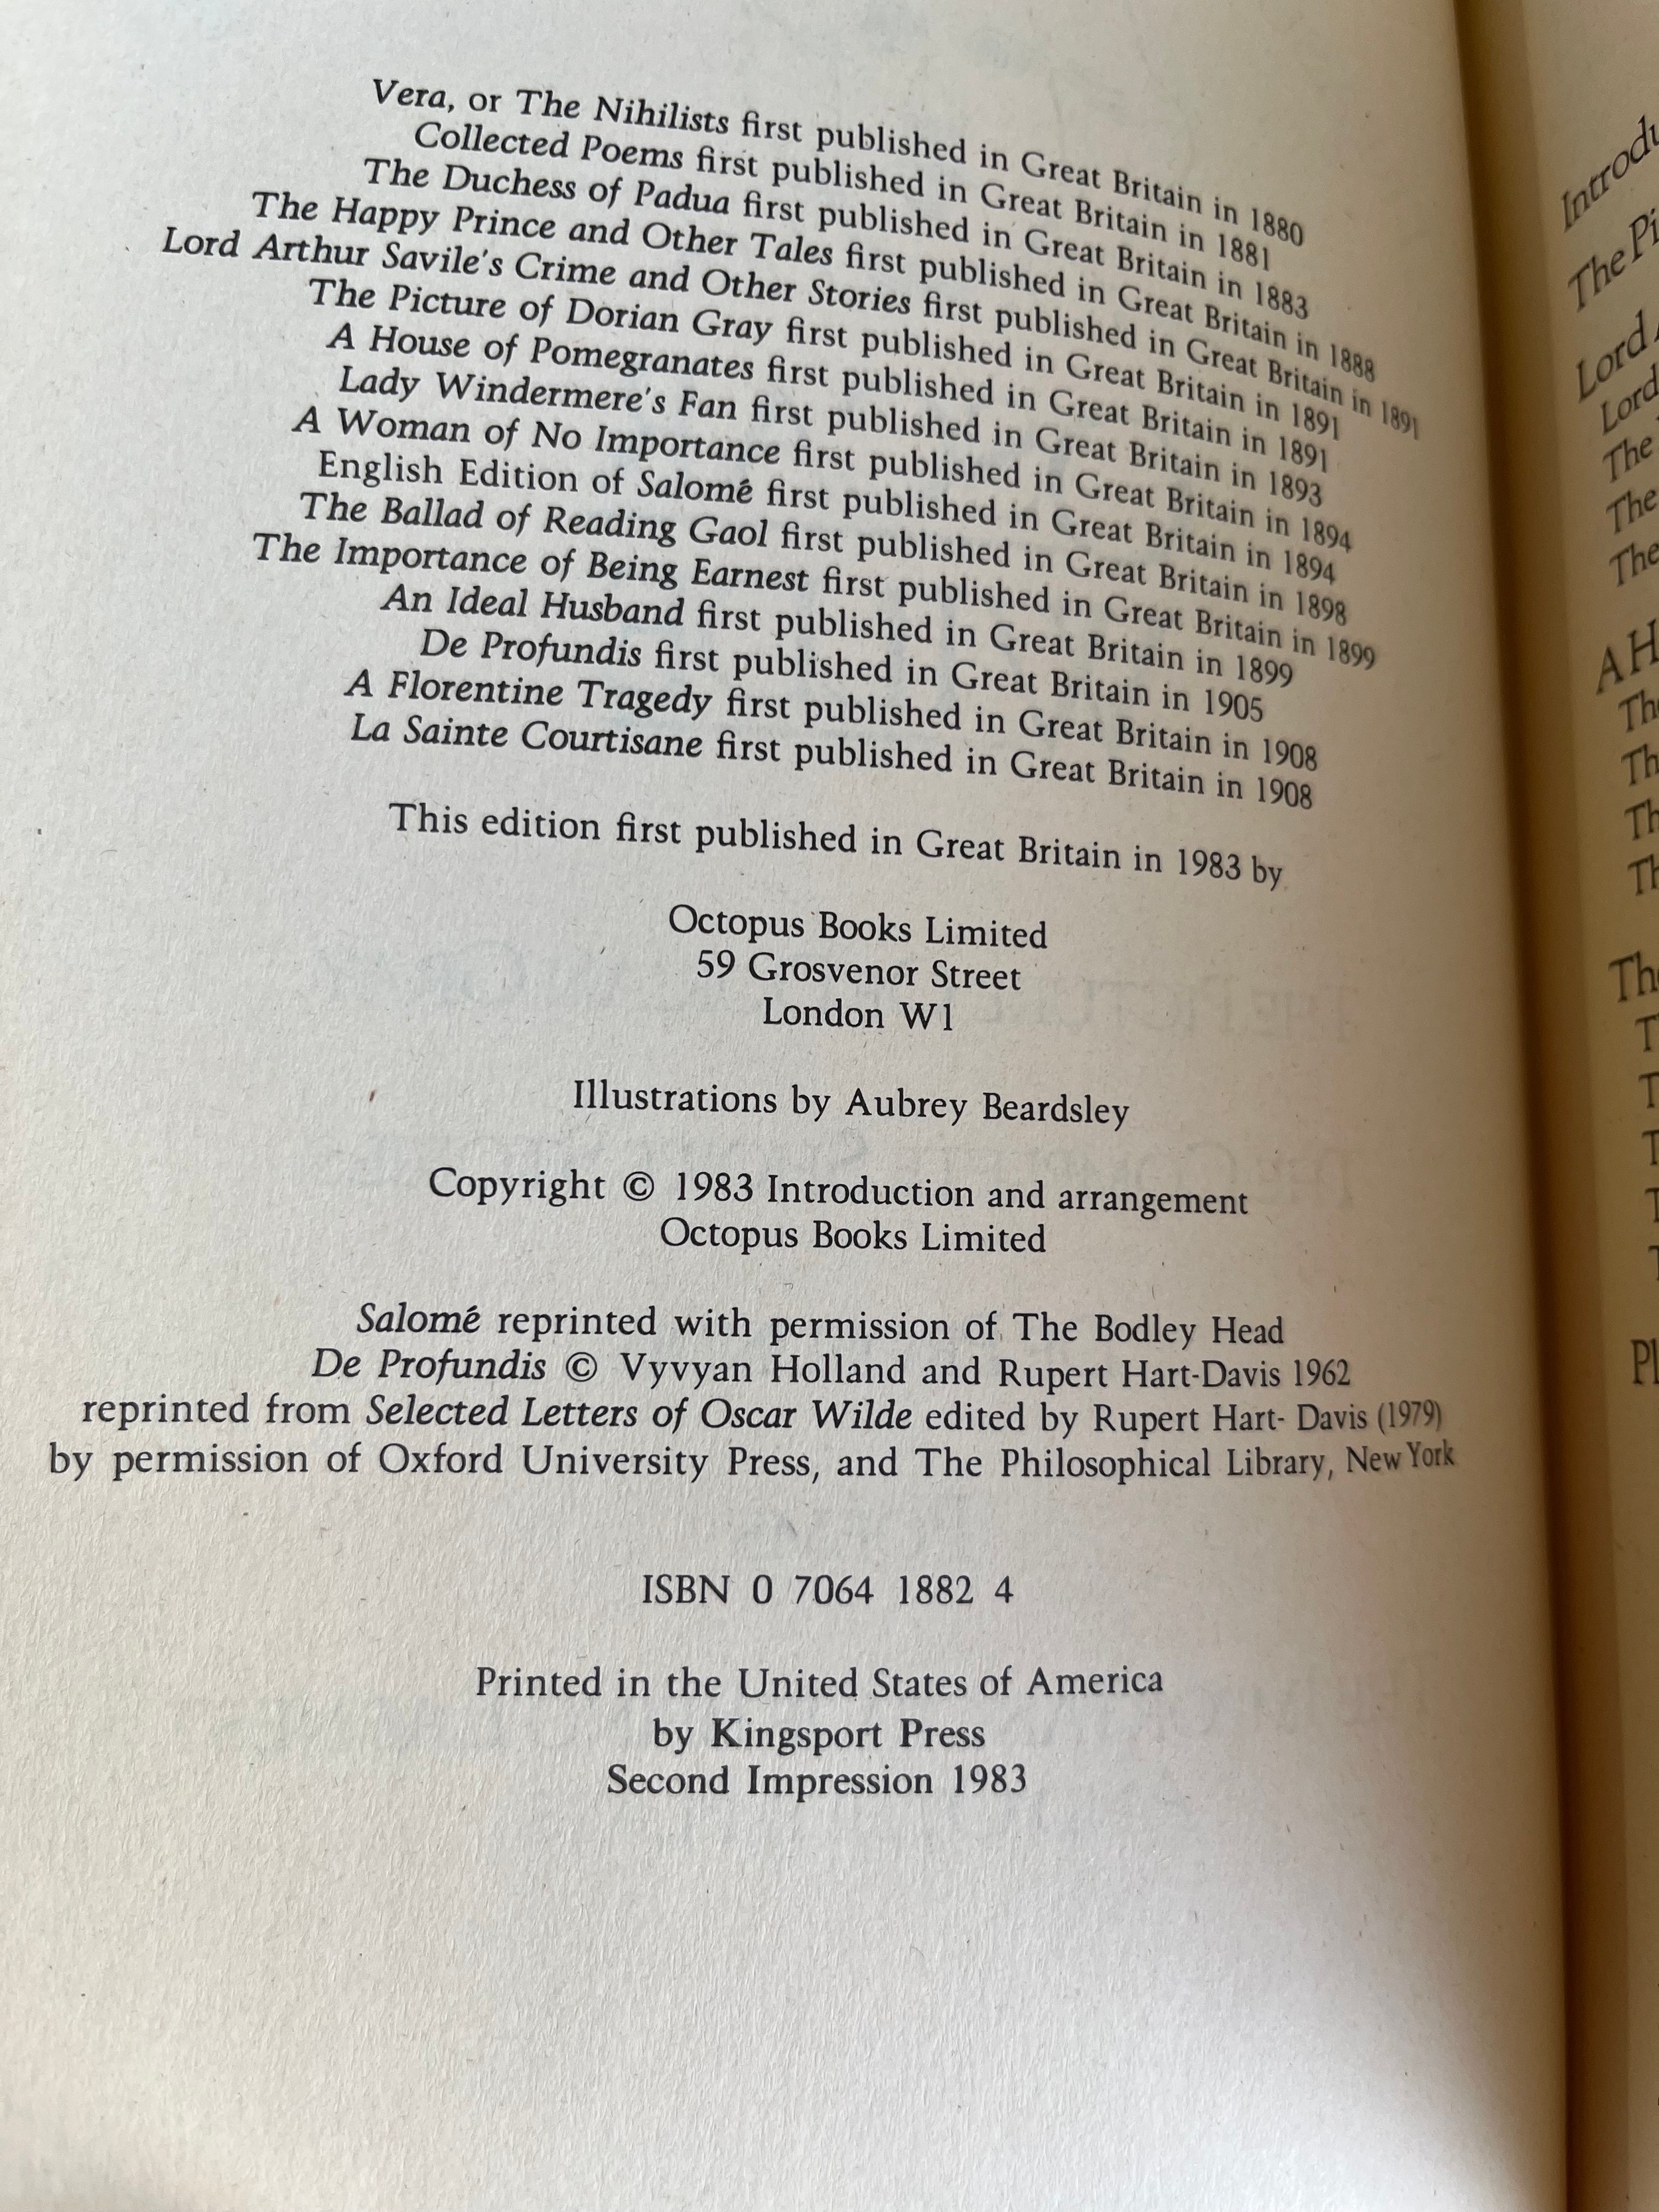 Vera, or The Nihilists first published in Great Britain in 1880
Collected Poems first published in Great Britain in 1881
The Duchess of Padua first published in Great Britain in 1883
The Happy Prince and Other Tales first published in Great Britain in 1888
Lord Arthur Savile's Crime and Other Stories first published in Great Britain in 1891
The Picture of Dorian Gray first published in Great Britain in 1891
A House of Pomegranates first published in Great Britain in 1891
Lady Windermere's Fan first published in Great Britain in 1893
A Woman of No Importance first published in Great Britain in 1894
English Edition of Salomé first published in Great Britain in 1894
The Ballad of Reading Gaol first published in Great Britain in 1898
The Importance of Being Earnest first published in Great Britain in 1899
An Ideal Husband first published in Great Britain in 1899
De Profundis first published in Great Britain in 1905
A Florentine Tragedy first published in Great Britain in 1908
La Sainte Courtisane first published in Great Britain in 1908
This edition first published in Great Britain in 1983 by
Octopus Books Limited
59 Grosvenor Street
London W1
Illustrations by Aubrey Beardsley
Copyright © 1983 Introduction and arrangement
Octopus Books Limited
Salomé reprinted with permission of The Bodley Head
De Profundis © Vyvyan Holland and Rupert Hart-Davis 1962
reprinted from Selected Letters of Oscar Wilde edited by Rupert Hart- Davis (1979)
by permission of Oxford University Press, and The Philosophical Library, New York
ISBN 0 7064 1882 4
Printed in the United States of America
by Kingsport Press
Second Impression 1983
The
Lord
Lord
The
The
The
A